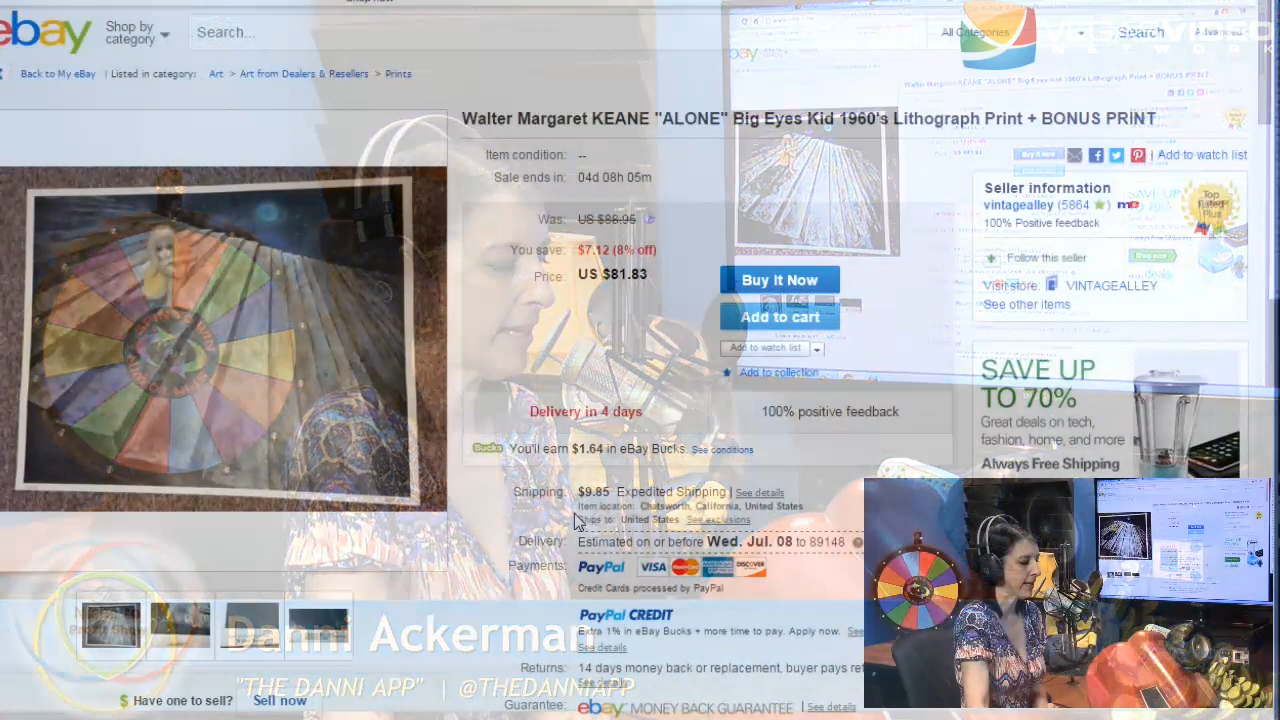 ebay
Shop by
category
Search...
All Categories
Search
Advanced
Back to My eBay | Listed in category: Art > Art from Dealers & Resellers > Prints
Walter Margaret KEANE "ALONE" Big Eyes Kid 1960's Lithograph Print + BONUS PRINT
Item condition: --
Sale ends in: 04d 08h 05m
Was: US $88.95
You save: $7.12 (8% off)
Price: US $81.83
Buy It Now
Add to cart
Add to watch list
Add to collection
| Add to watch list
Seller information
vintagealley (5864 )
100% Positive feedback
Top
Rated
Plus
Follow this seller
Visit store: VINTAGEALLEY
See other items
Delivery in 4 days
100% positive feedback
Bucks You'll earn $1.64 in eBay Bucks. See conditions
SAVE UP
TO 70%
Great deals on tech,
fashion, home, and more
Always Free Shipping
Shipping: $9.85 Expedited Shipping | See details
Item location: Chatsworth, California, United States
Ships to: United States See exclusions
Delivery: Estimated on or before Wed. Jul. 08 to 89148
Payments: PayPal VISA MasterCard DISCOVER
Credit Cards processed by PayPal
PayPal CREDIT
Extra 1% in eBay Bucks + more time to pay. Apply now. See
See details
Returns: 14 days money back or replacement, buyer pays ret
See details
Guarantee: ebay MONEY BACK GUARANTEE | See details
$ Have one to sell? Sell now
Danni Ackerman
"THE DANNI APP" | @THEDANNIAPP